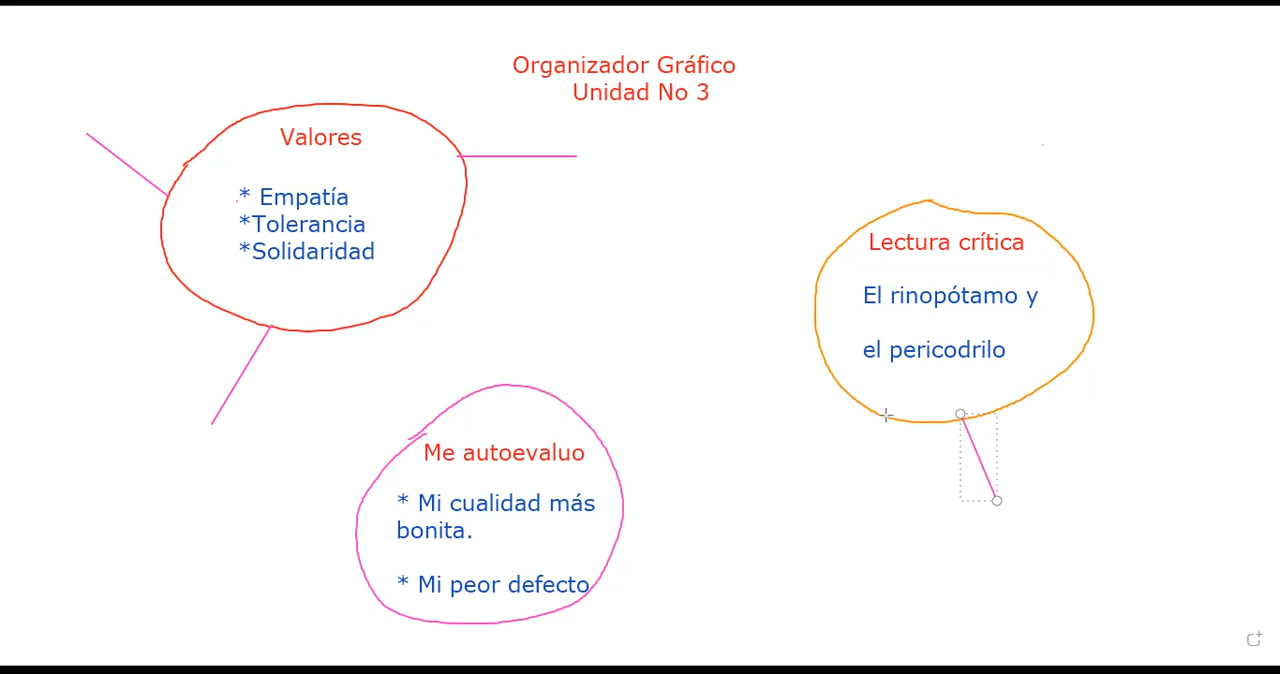 Organizador Gráfico
Unidad No 3
Valores
* Empatía
*Tolerancia
*Solidaridad
Lectura crítica
El rinopótamo y
el pericodrilo
Me autoevaluo
* Mi cualidad más
bonita.
* Mi peor defecto